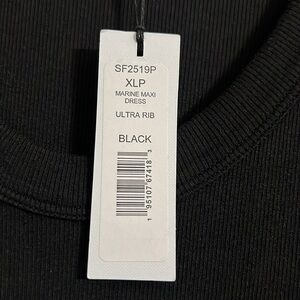 SF2519P
XLP
MARINE MAXI
DRESS
ULTRA RIB
BLACK
1 95107 67418 3